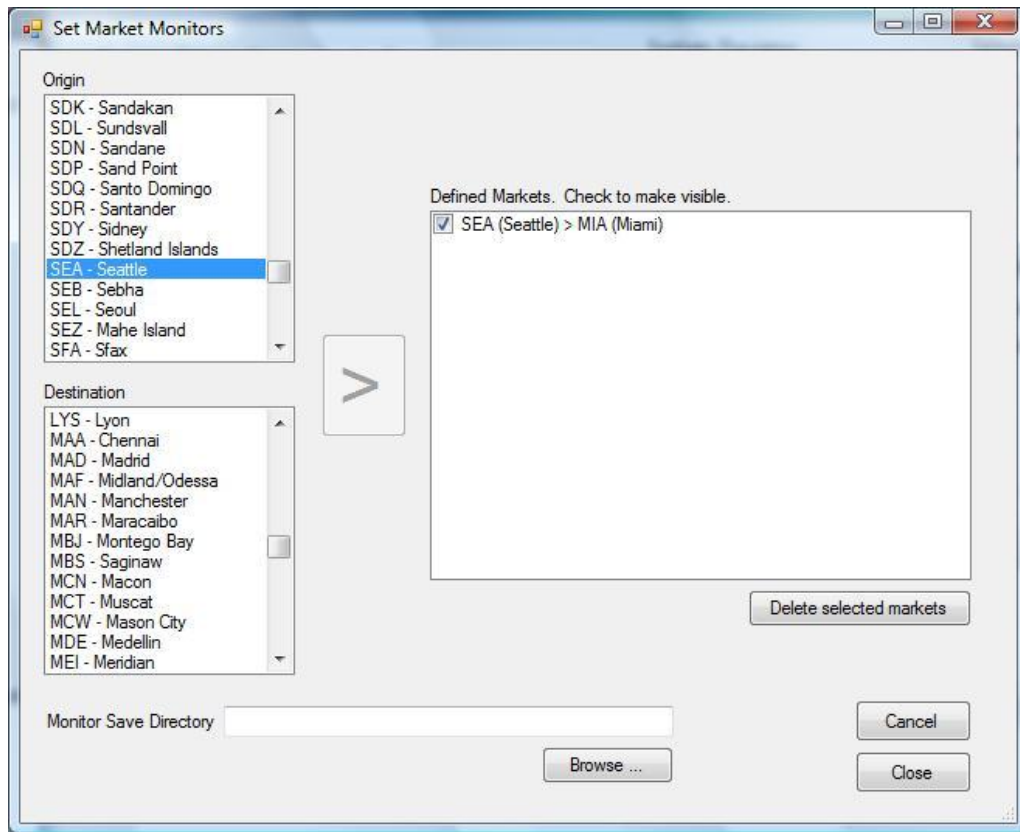 Set Market Monitors
Origin
SDK - Sandakan
SDL - Sundsvall
SDN - Sandane
SDP - Sand Point
SDQ - Santo Domingo
SDR - Santander
SDY - Sidney
SDZ - Shetland Islands
SEA - Seattle
SEB - Sebha
SEL - Seoul
SEZ - Mahe Island
SFA - Sfax
Destination
LYS - Lyon
MAA - Chennai
MAD - Madrid
MAF - Midland/Odessa
MAN - Manchester
MAR - Maracaibo
MBJ - Montego Bay
MBS - Saginaw
MCN - Macon
MCT - Muscat
MCW - Mason City
MDE - Medellin
MEI - Meridian
>
Defined Markets. Check to make visible.
SEA (Seattle) > MIA (Miami)
Delete selected markets
Monitor Save Directory
Browse ...
Cancel
Close